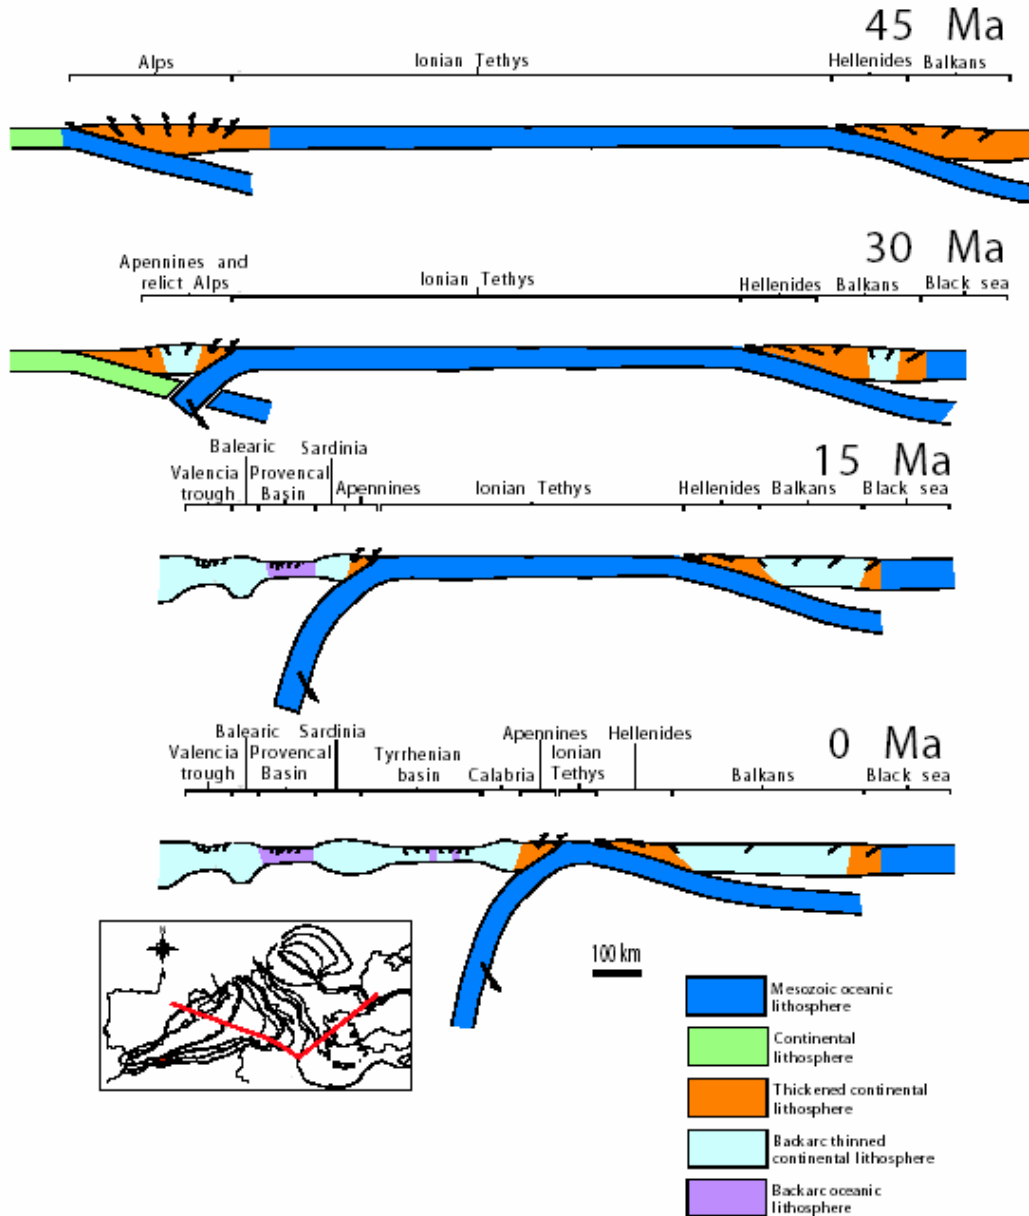 45 Ma
Alps
Ionian Tethys
Hellenides
Balkans
30 Ma
Apennines and
relict Alps
Ionian Tethys
Hellenides
Balkans
Black sea
15 Ma
Balearic
Sardinia
Valencia
trough
Provencal
Basin
Apennines
Ionian Tethys
Hellenides
Balkans
Black sea
0 Ma
Balearic
Sardinia
Apennines
Hellenides
Valencia
trough
Provencal
Basin
Tyrrhenian
basin
Calabria
Ionian
Tethys
Balkans
Black sea
N
100 km
Mesozoic oceanic
lithosphere
Continental
lithosphere
Thickened continental
lithosphere
Backarc thinned
continental lithosphere
Backarc oceanic
lithosphere